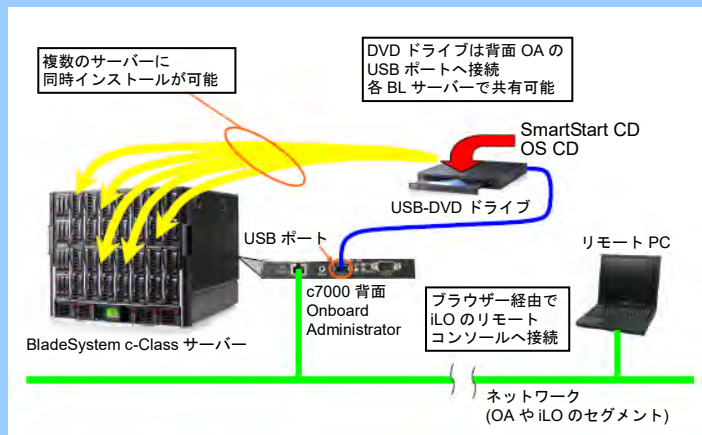 複数のサーバーに
同時インストールが可能
DVD ドライブは背面 OA の
USB ポートへ接続
各 BL サーバーで共有可能
SmartStart CD
OS CD
USB-DVD ドライブ
USB ポート
リモート PC
c7000 背面
Onboard
Administrator
ブラウザー経由で
iLO のリモート
コンソールへ接続
BladeSystem c-Class サーバー
ネットワーク
(OA や iLO のセグメント)